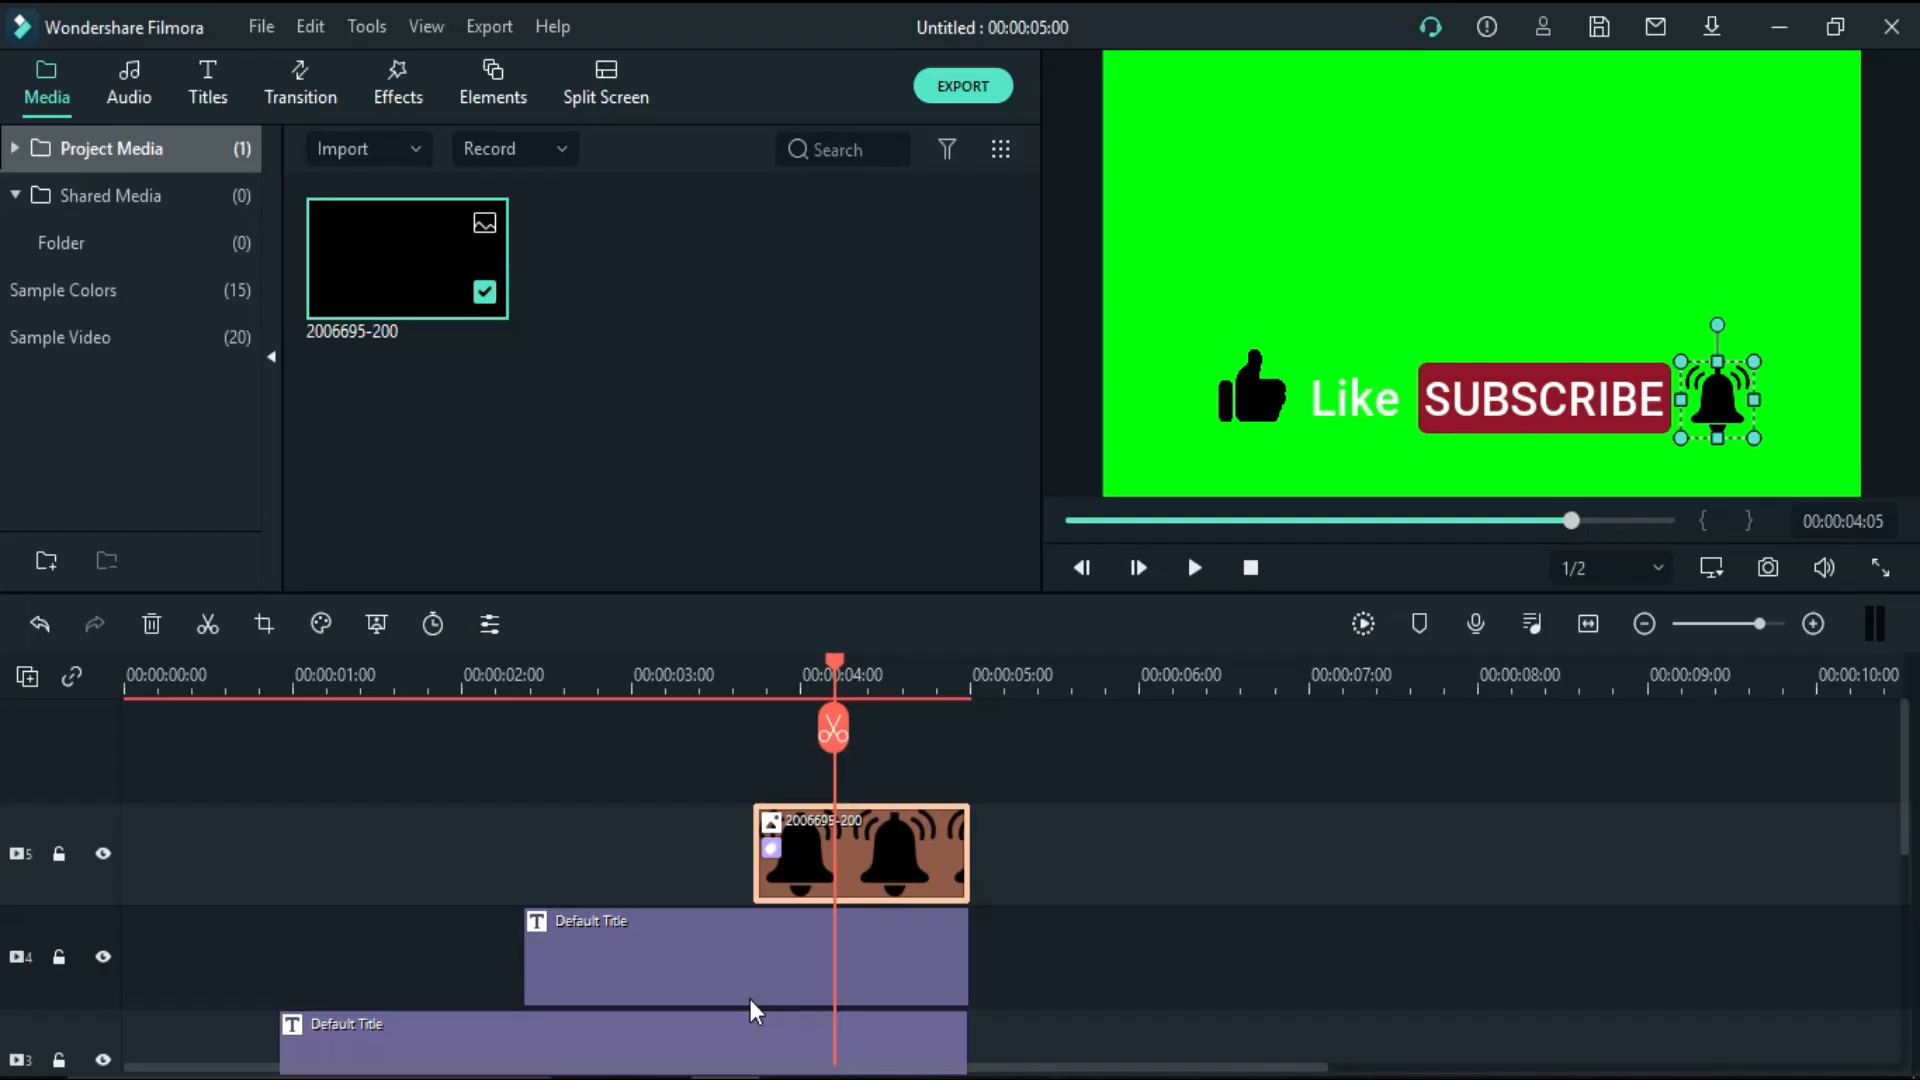 Wondershare Filmora File Edit Tools View Export Help Untitled : 00:00:05:00
Media Audio Titles Transition Effects Elements Split Screen EXPORT
Project Media (1)
Shared Media (0)
Folder (0)
Sample Colors (15)
Sample Video (20)
Import Record Search
2006695-200
Like SUBSCRIBE
00:00:04:05
1/2
00:00:00:00 00:00:01:00 00:00:02:00 00:00:03:00 00:00:04:00 00:00:05:00 00:00:06:00 00:00:07:00 00:00:08:00 00:00:09:00 00:00:10:00
5 2006695-200
4 T Default Title
3 T Default Title